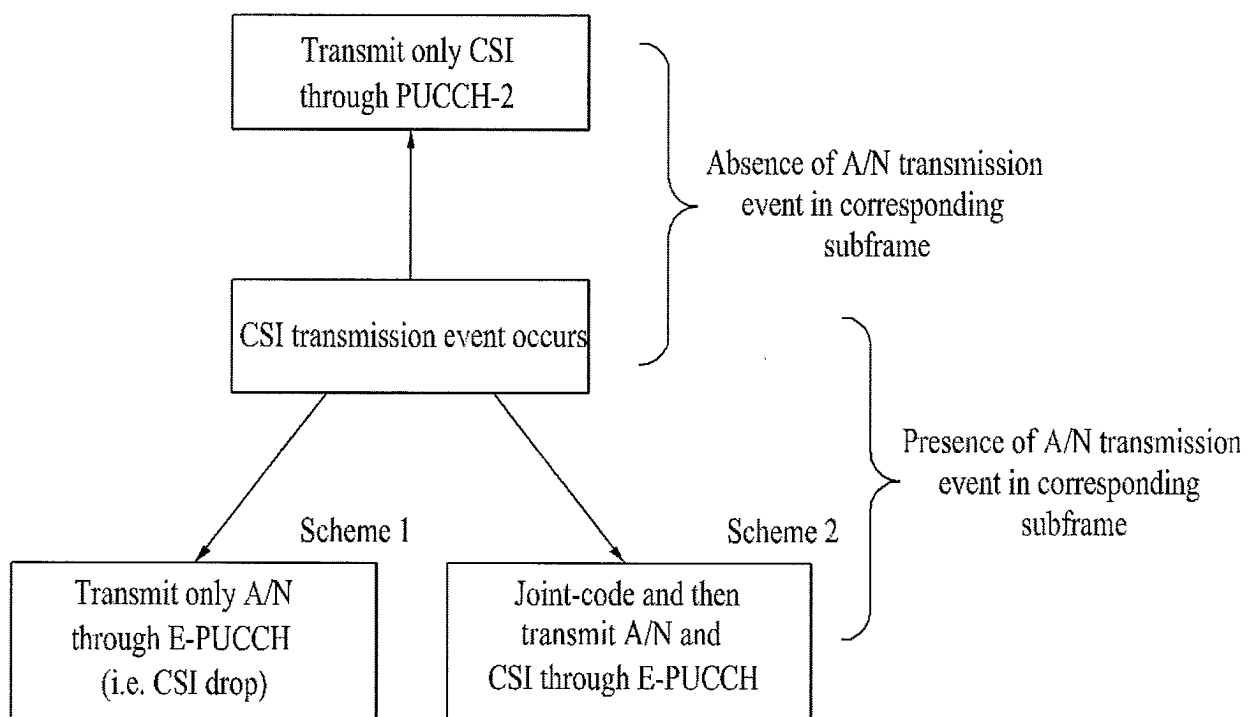 Transmit only CSI
through PUCCH-2
Absence of A/N transmission
event in corresponding
subframe
CSI transmission event occurs
Presence of A/N transmission
event in corresponding
subframe
Scheme 1
Scheme 2
Transmit only A/N
through E-PUCCH
(i.e. CSI drop)
Joint-code and then
transmit A/N and
CSI through E-PUCCH